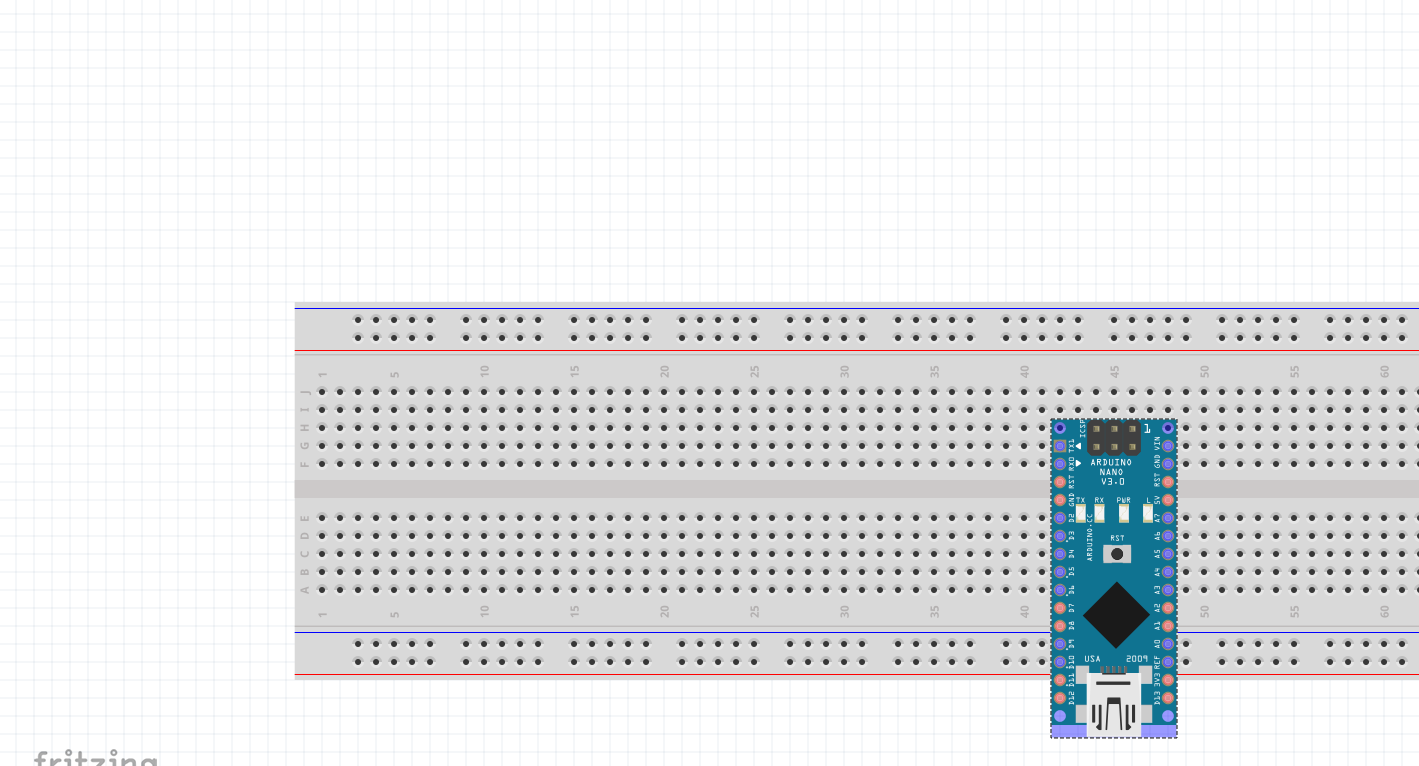 1 5 10 15 20 25 30 35 40 45 50 55 60
J
I
H
G
F
E
D
C
B
A
ICSP
1
TX1
RX0
RST
GND
D2
D3
D4
D5
D6
D7
D8
D9
D10
D11
D12
VIN
GND
RST
5V
A7
A6
A5
A4
A3
A2
A1
A0
REF
3V3
D13
ARDUINO
NANO
V3.0
TX RX PWR L
ARDUINO.CC
RST
USA 2009
1 5 10 15 20 25 30 35 40 50 55 60
fritzing